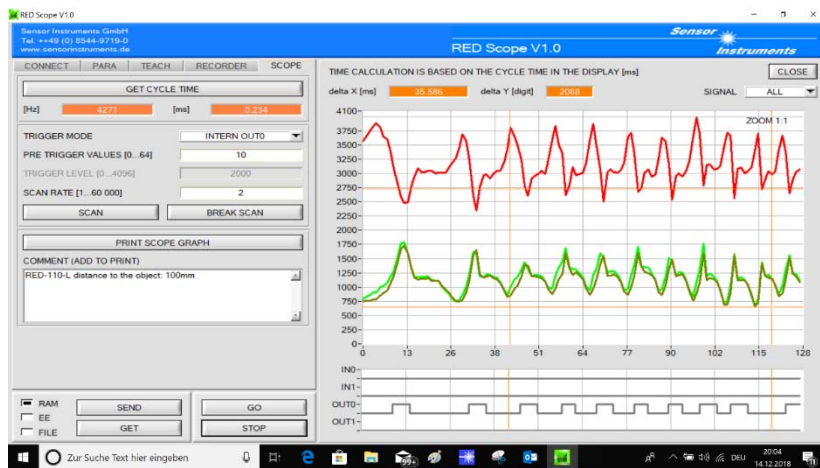 RED Scope V1.0
Sensor Instruments GmbH
Tel. ++49 (0) 8544-9719-0
www.sensorinstruments.de
RED Scope V1.0
Sensor
Instruments
CONNECT PARA TEACH RECORDER SCOPE
GET CYCLE TIME
[Hz] 4271 [ms] 0.234
TRIGGER MODE INTERN OUT0
PRE TRIGGER VALUES [0...64] 10
TRIGGER LEVEL [0...4096] 2000
SCAN RATE [1...60 000] 2
SCAN BREAK SCAN
PRINT SCOPE GRAPH
COMMENT (ADD TO PRINT)
RED-110-L distance to the object: 100mm
RAM
EE
FILE
SEND GO
GET STOP
TIME CALCULATION IS BASED ON THE CYCLE TIME IN THE DISPLAY [ms]
CLOSE
delta X [ms] 35.586 delta Y [digit] 2088 SIGNAL ALL
ZOOM 1:1
4100-
3750-
3500-
3250-
3000-
2750-
2500-
2250-
2000-
1750-
1500-
1250-
1000-
750-
500-
250-
0-
0 13 26 38 51 64 77 90 102 115 128
IN0-
IN1-
OUT0-
OUT1-
Zur Suche Text hier eingeben
99+
DEU
20:04
14.12.2018